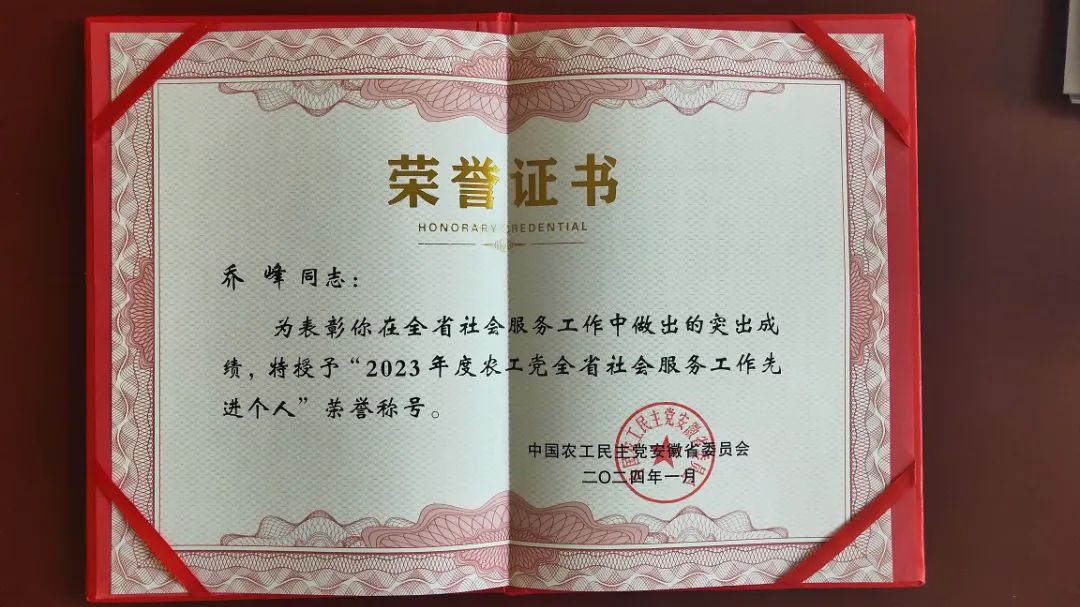 荣誉证书
HONORARY CREDENTIAL
乔 峰 同志：
为表彰你在全省社会服务工作中做出的突出成
绩，特授予“2023年度农工党全省社会服务工作先
进个人”荣誉称号。
中国农工民主党安徽省委员会
二〇二四年一月